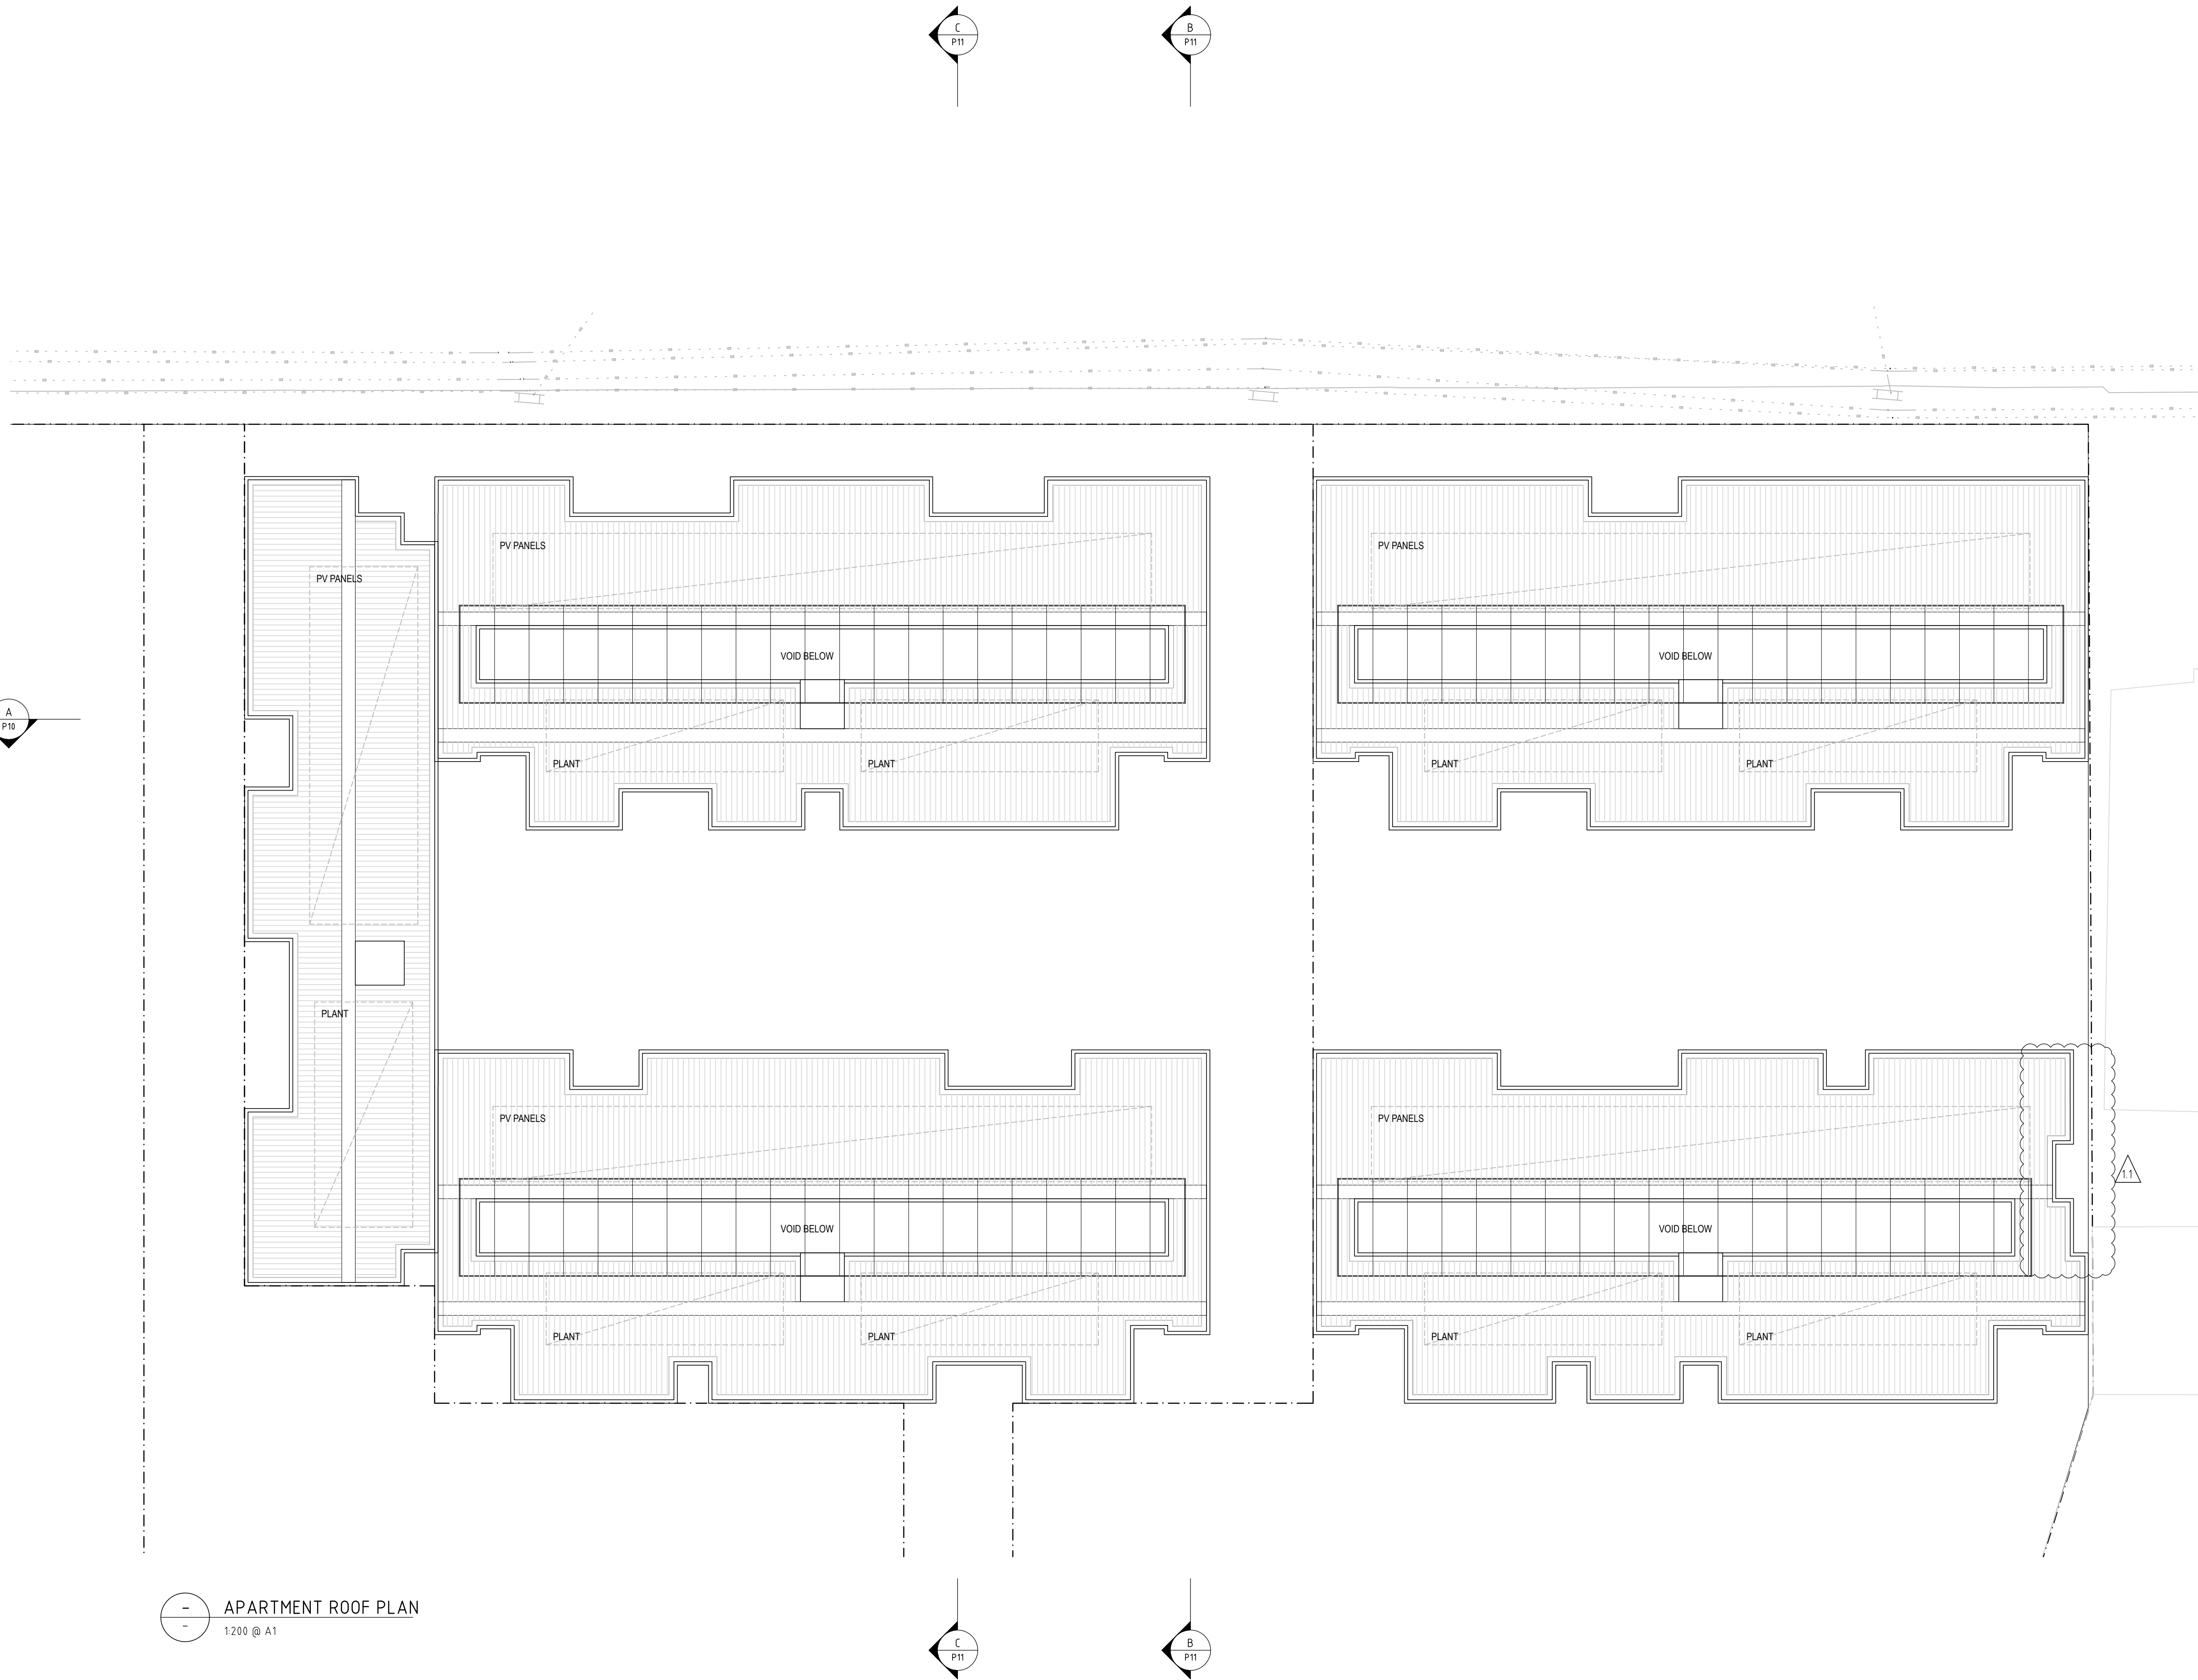 C
P11
B
P11
PV PANELS
PV PANELS
PV PANELS
VOID BELOW
VOID BELOW
A
P10
PLANT
PLANT
PLANT
PLANT
PLANT
PV PANELS
PV PANELS
1.1
VOID BELOW
VOID BELOW
PLANT
PLANT
PLANT
PLANT
-
-
APARTMENT ROOF PLAN
1:200 @ A1
C
P11
B
P11